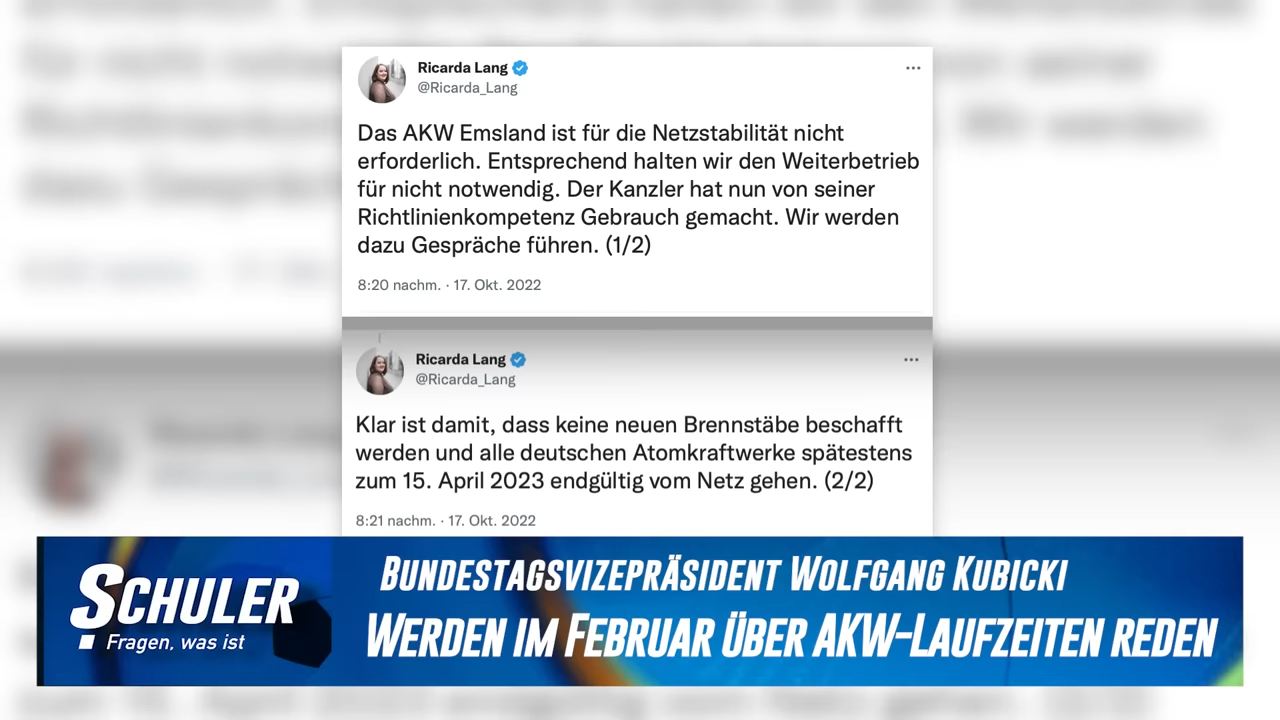 Ricarda Lang
@Ricarda_Lang
Das AKW Emsland ist für die Netzstabilität nicht
erforderlich. Entsprechend halten wir den Weiterbetrieb
für nicht notwendig. Der Kanzler hat nun von seiner
Richtlinienkompetenz Gebrauch gemacht. Wir werden
dazu Gespräche führen. (1/2)
8:20 nachm. · 17. Okt. 2022
Ricarda Lang
@Ricarda_Lang
Klar ist damit, dass keine neuen Brennstäbe beschafft
werden und alle deutschen Atomkraftwerke spätestens
zum 15. April 2023 endgültig vom Netz gehen. (2/2)
8:21 nachm. · 17. Okt. 2022
SCHULER
Fragen, was ist
BUNDESTAGSVIZEPRÄSIDENT WOLFGANG KUBICKI
WERDEN IM FEBRUAR ÜBER AKW-LAUFZEITEN REDEN